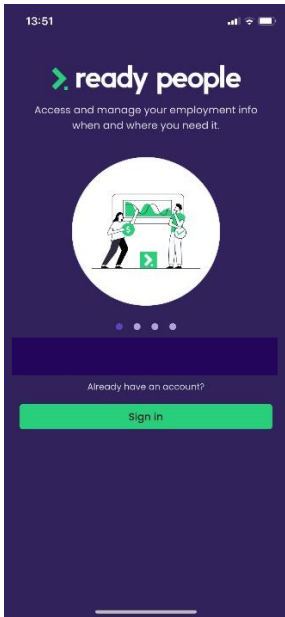 13:51
ready people
Access and manage your employment info
when and where you need it.
$
Already have an account?
Sign in